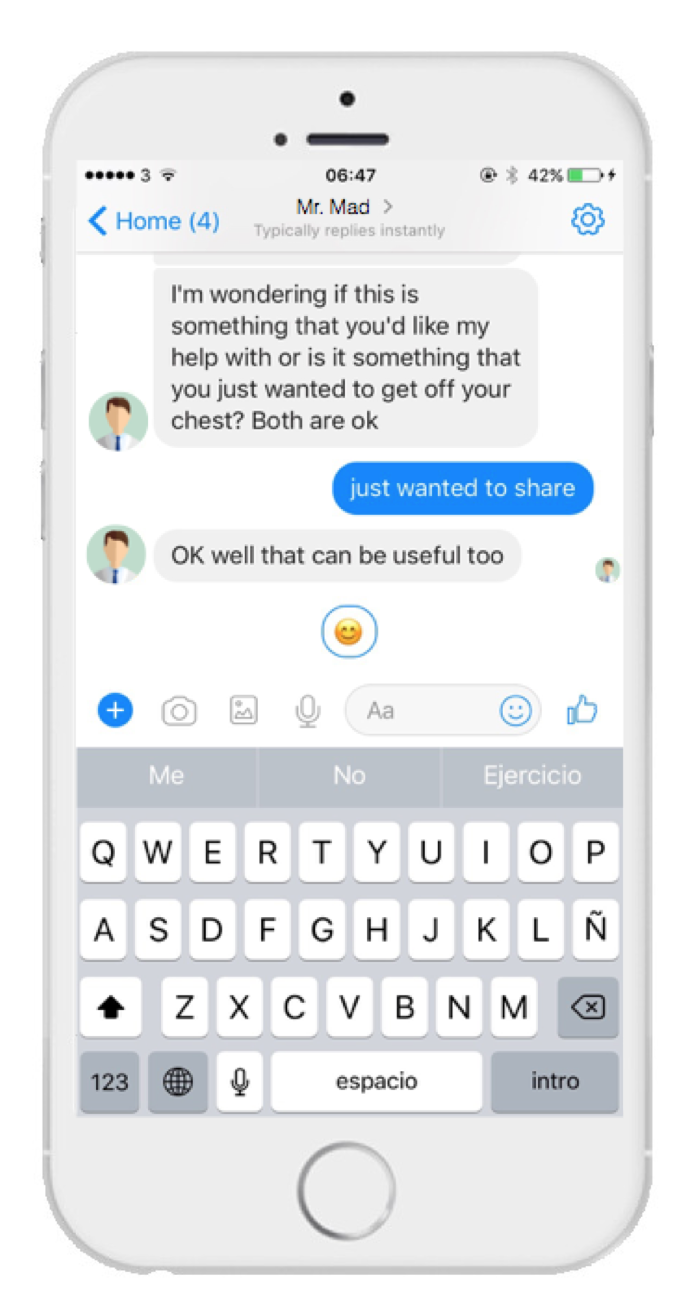 3 06:47 42%
Home (4) Mr. Mad >
Typically replies instantly
I'm wondering if this is
something that you'd like my
help with or is it something that
you just wanted to get off your
chest? Both are ok
just wanted to share
OK well that can be useful too
Aa
Me No Ejercicio
Q W E R T Y U I O P
A S D F G H J K L Ñ
Z X C V B N M
123 espacio intro